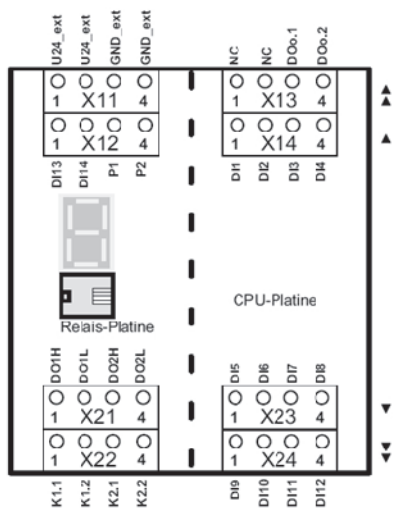 U24_ext U24_ext GND_ext GND_ext NC NC DOo.1 DOo.2
1 X11 4 1 X13 4
1 X12 4 1 X14 4
DI13 DI14 P1 P2 DI1 DI2 DI3 DI4
CPU-Platine
Relais-Platine
DO1H DO1L DO2H DO2L DI5 DI6 DI7 DI8
1 X21 4 1 X23 4
1 X22 4 1 X24 4
K1.1 K1.2 K2.1 K2.2 DI9 DI10 DI11 DI12